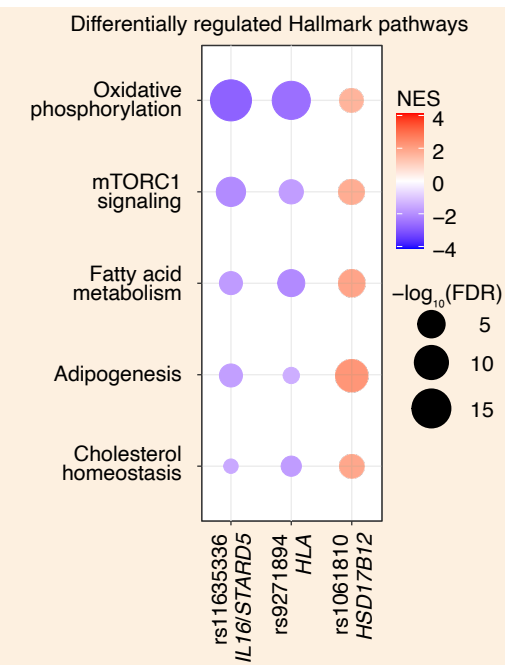 Differentially regulated Hallmark pathways
Oxidative
phosphorylation
mTORC1
signaling
Fatty acid
metabolism
Adipogenesis
Cholesterol
homeostasis
NES
4
2
0
−2
−4
−log₁₀(FDR)
5
10
15
rs11635336
IL16/STARD5
rs9271894
HLA
rs1061810
HSD17B12